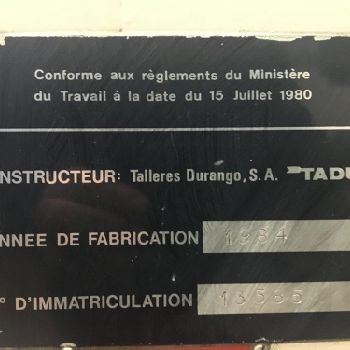 Conforme aux règlements du Ministère
du Travail à la date du 15 Juillet 1980
NSTRUCTEUR: Talleres Durango, S.A. TADU
NNEE DE FABRICATION 1984
° D'IMMATRICULATION